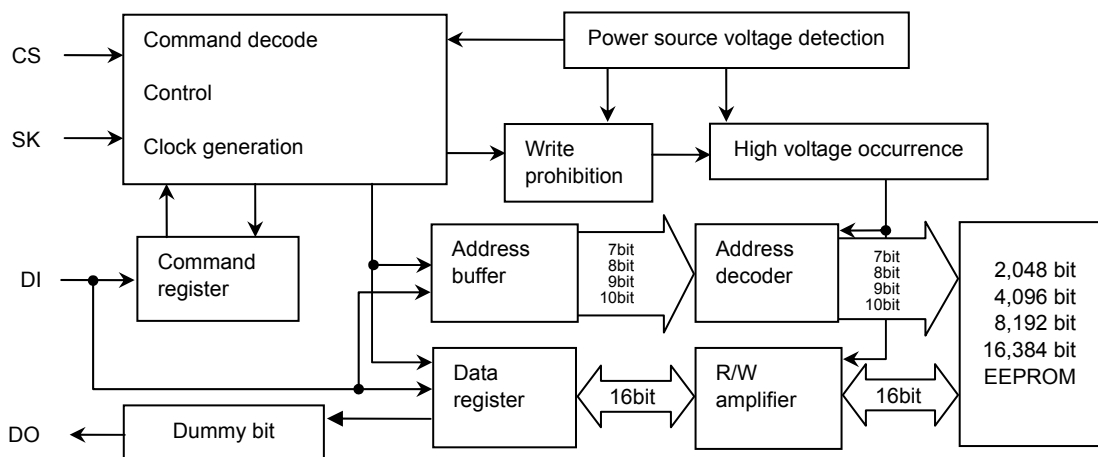 CS
SK
DI
DO
Command decode
Control
Clock generation
Power source voltage detection
Write
prohibition
High voltage occurrence
Command
register
Address
buffer
7bit
8bit
9bit
10bit
Address
decoder
7bit
8bit
9bit
10bit
2,048 bit
4,096 bit
8,192 bit
16,384 bit
EEPROM
Data
register
16bit
R/W
amplifier
16bit
Dummy bit